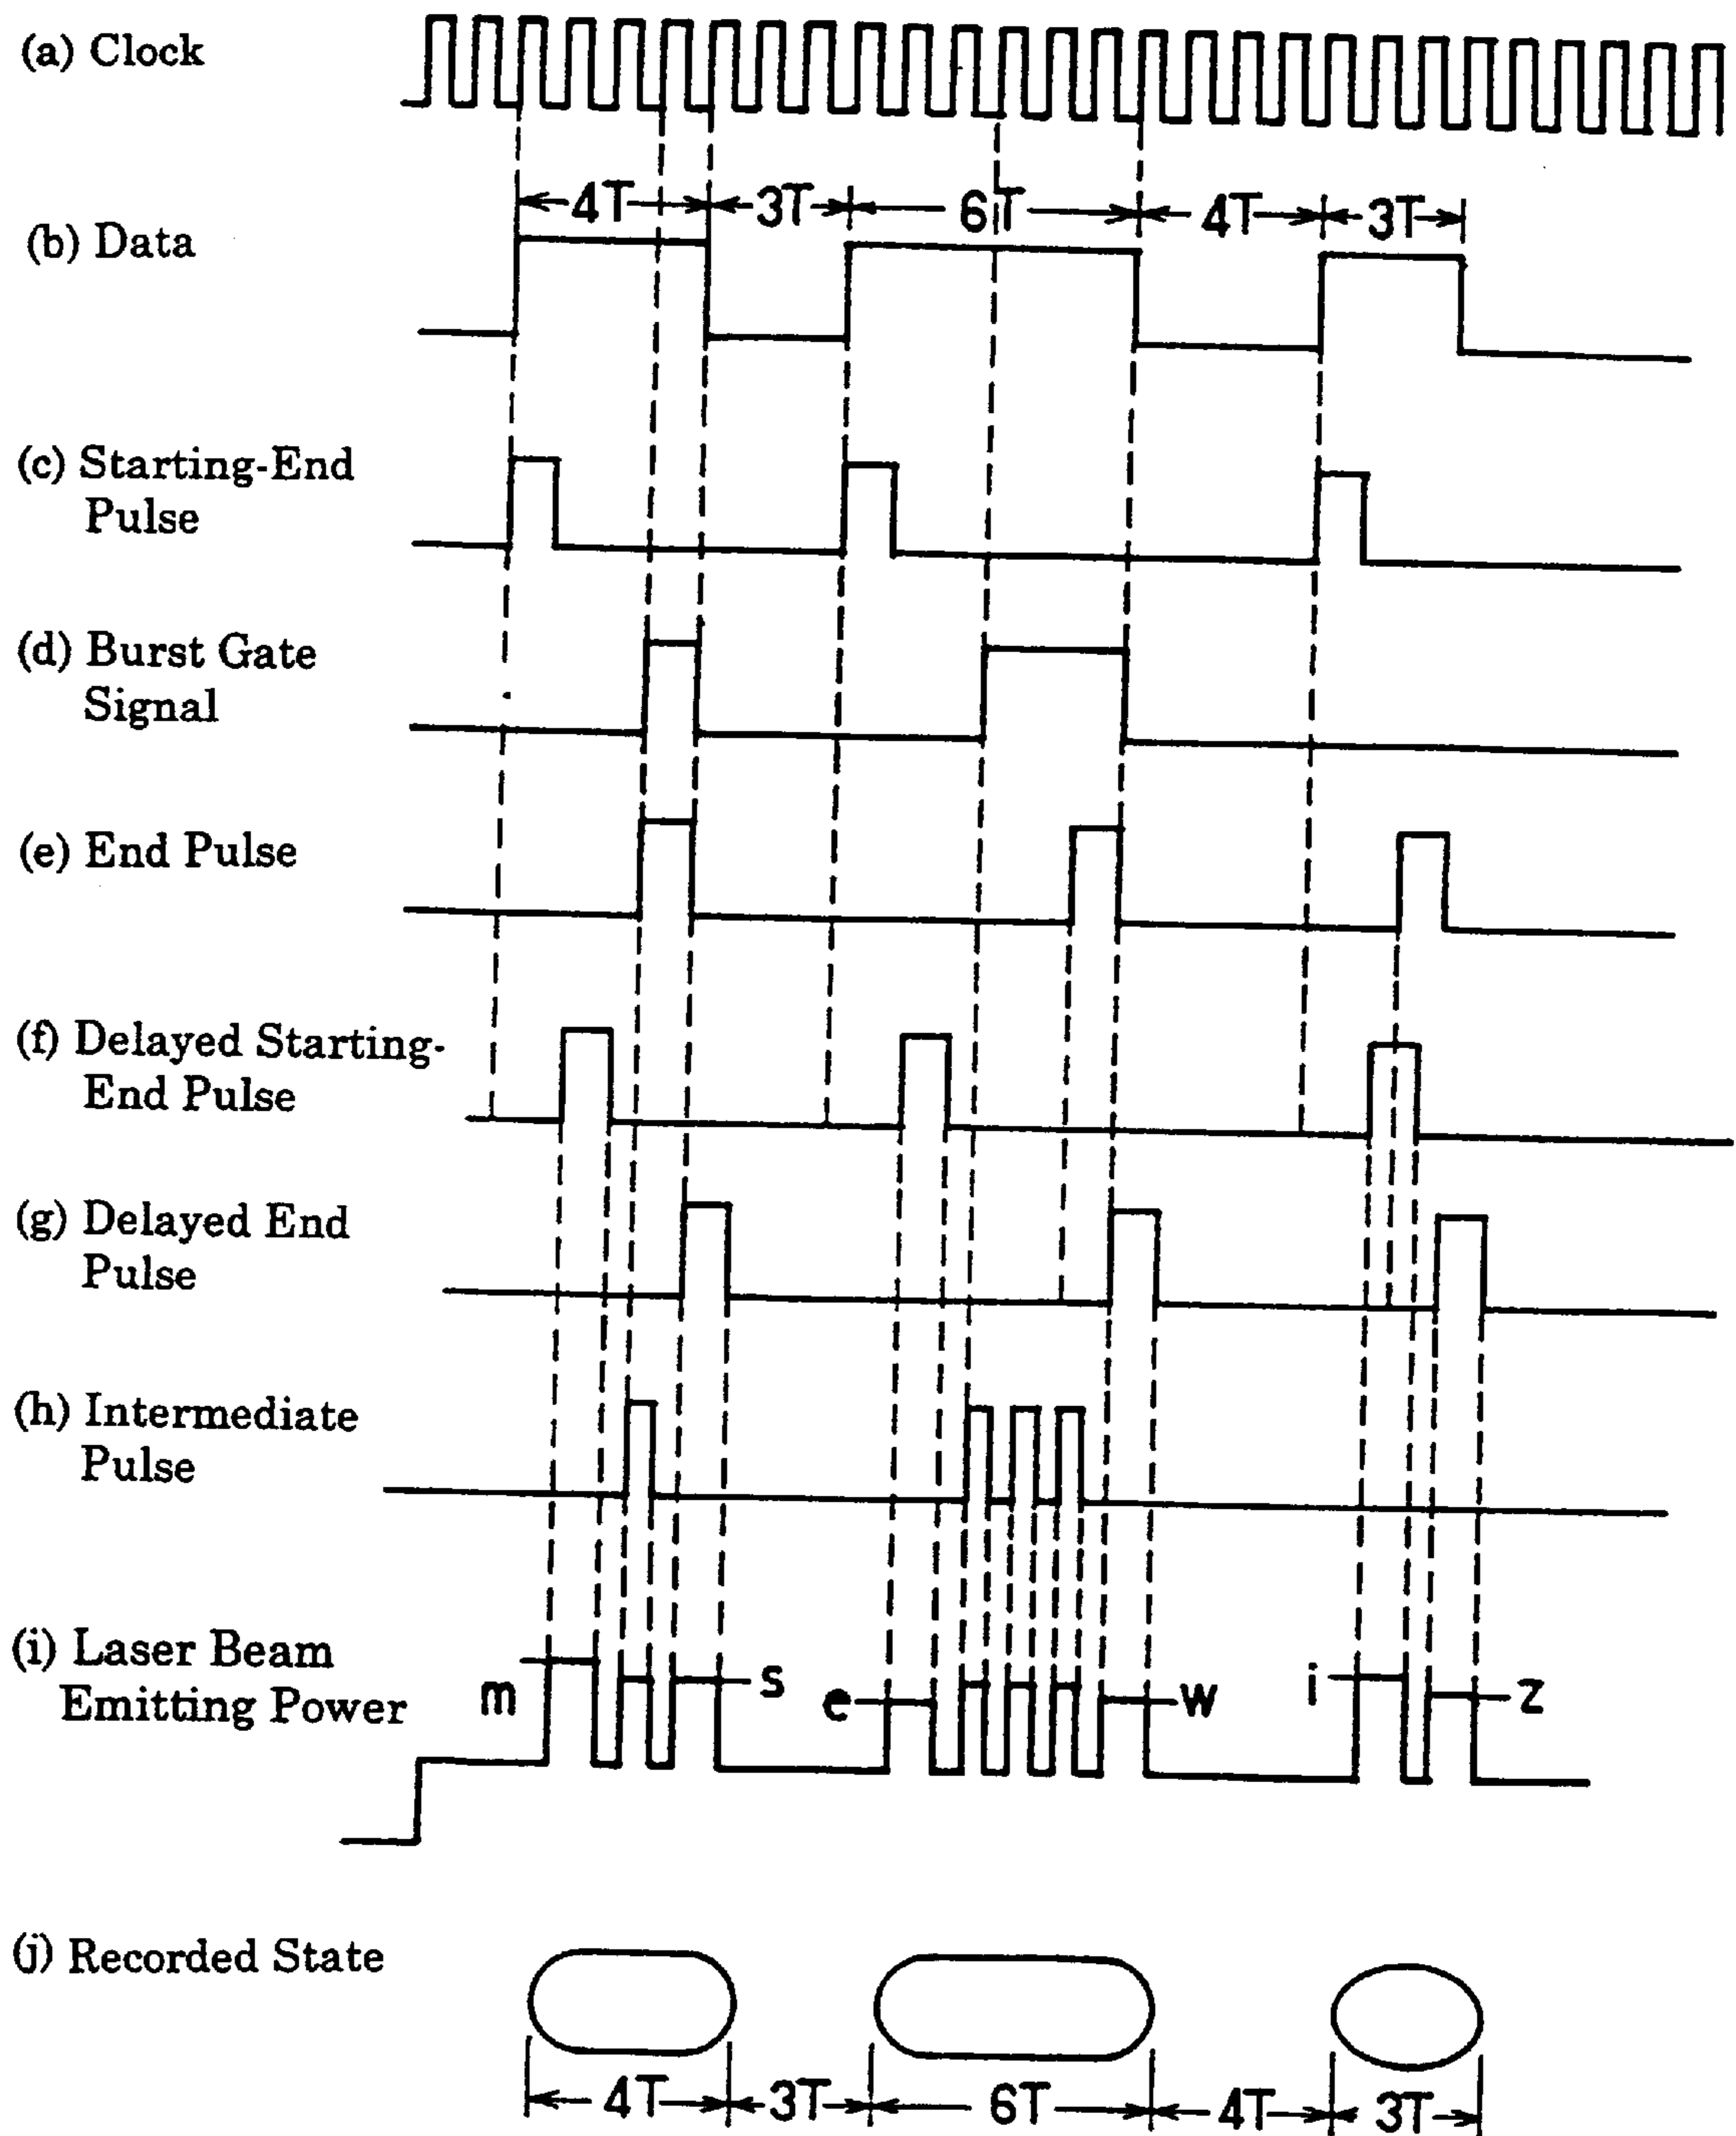 (a) Clock
4T 3T 6T 4T 3T
(b) Data
(c) Starting-End
Pulse
(d) Burst Gate
Signal
(e) End Pulse
(f) Delayed Starting-
End Pulse
(g) Delayed End
Pulse
(h) Intermediate
Pulse
(i) Laser Beam
Emitting Power
m s e w i z
(j) Recorded State
4T 3T 6T 4T 3T